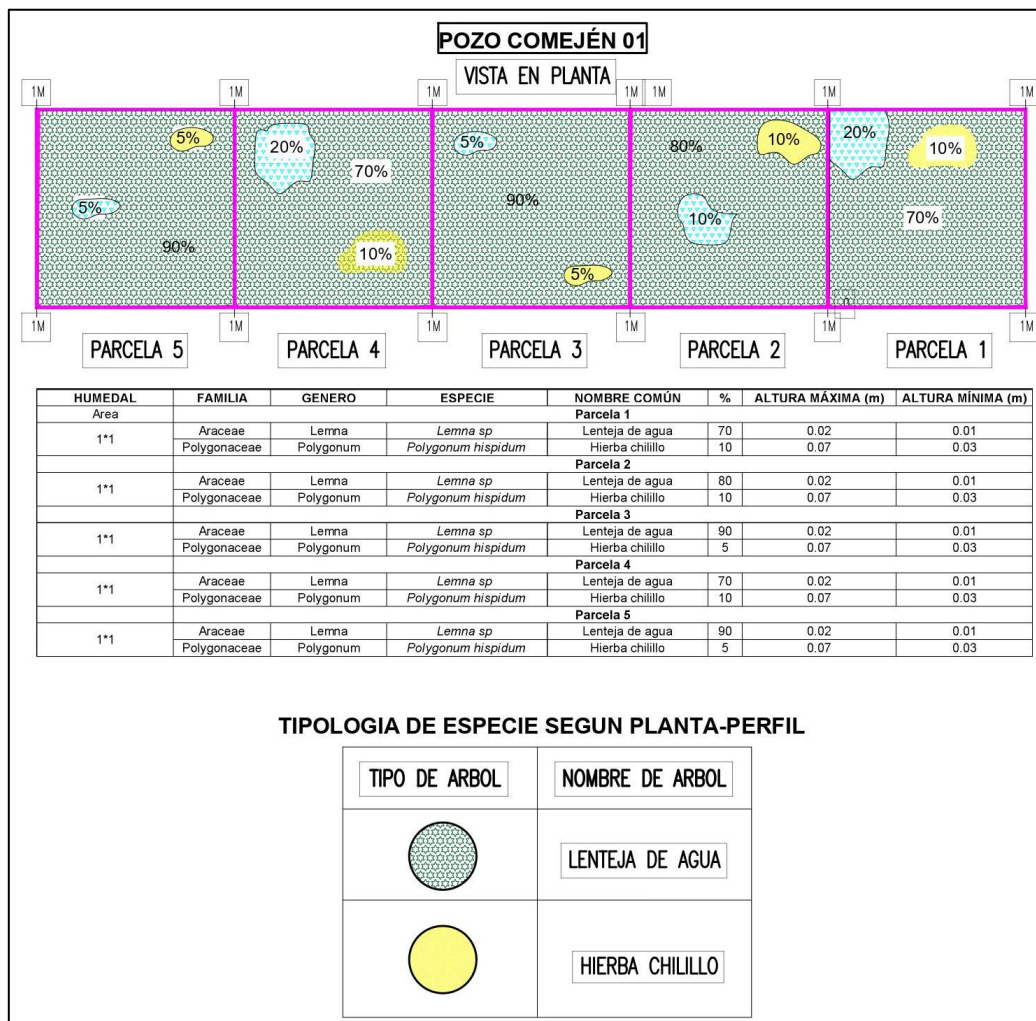 POZO COMEJÉN 01
VISTA EN PLANTA
1M 1M 1M 1M 1M 1M 1M
5% 20% 5% 80% 10% 20% 10%
70%
5% 90% 10% 70%
90% 10% 5%
1M 1M 1M 1M 1M 1M
PARCELA 5 PARCELA 4 PARCELA 3 PARCELA 2 PARCELA 1
HUMEDAL FAMILIA GENERO ESPECIE NOMBRE COMÚN % ALTURA MÁXIMA (m) ALTURA MÍNIMA (m)
Area Parcela 1
1*1 Araceae Lemna Lemna sp Lenteja de agua 70 0.02 0.01
Polygonaceae Polygonum Polygonum hispidum Hierba chilillo 10 0.07 0.03
Parcela 2
1*1 Araceae Lemna Lemna sp Lenteja de agua 80 0.02 0.01
Polygonaceae Polygonum Polygonum hispidum Hierba chilillo 10 0.07 0.03
Parcela 3
1*1 Araceae Lemna Lemna sp Lenteja de agua 90 0.02 0.01
Polygonaceae Polygonum Polygonum hispidum Hierba chilillo 5 0.07 0.03
Parcela 4
1*1 Araceae Lemna Lemna sp Lenteja de agua 70 0.02 0.01
Polygonaceae Polygonum Polygonum hispidum Hierba chilillo 10 0.07 0.03
Parcela 5
1*1 Araceae Lemna Lemna sp Lenteja de agua 90 0.02 0.01
Polygonaceae Polygonum Polygonum hispidum Hierba chilillo 5 0.07 0.03
TIPOLOGIA DE ESPECIE SEGUN PLANTA-PERFIL
TIPO DE ARBOL NOMBRE DE ARBOL
LENTEJA DE AGUA
HIERBA CHILILLO